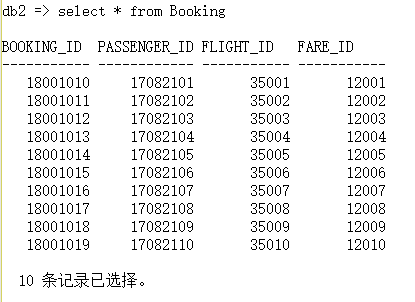 db2 => select * from Booking
BOOKING_ID PASSENGER_ID FLIGHT_ID FARE_ID
----------- ------------ ----------- -----------
18001010 17082101 35001 12001
18001011 17082102 35002 12002
18001012 17082103 35003 12003
18001013 17082104 35004 12004
18001014 17082105 35005 12005
18001015 17082106 35006 12006
18001016 17082107 35007 12007
18001017 17082108 35008 12008
18001018 17082109 35009 12009
18001019 17082110 35010 12010
10 条记录已选择。